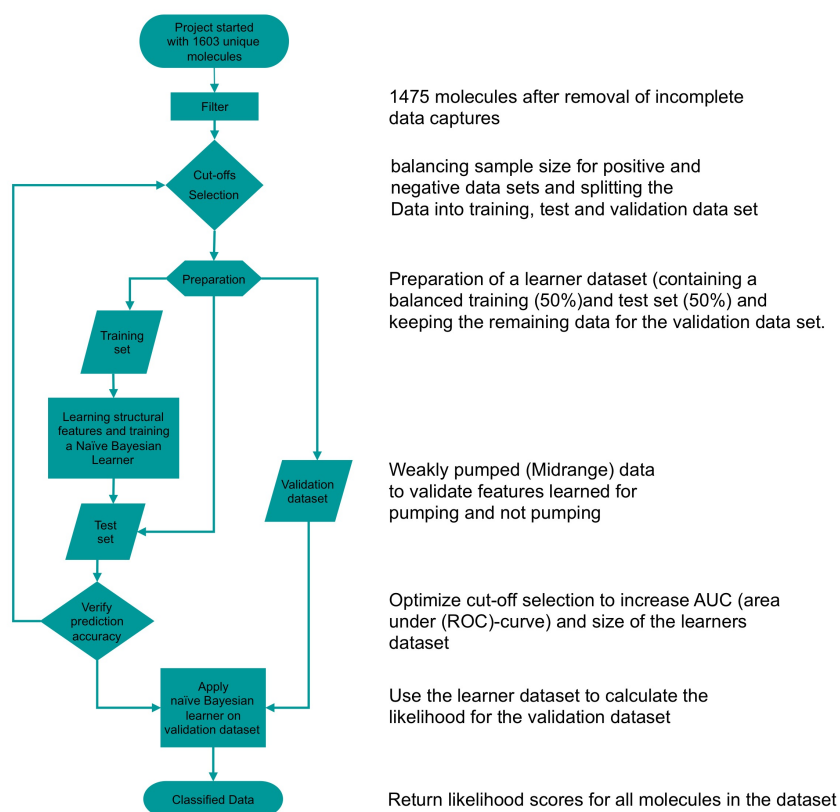 Project started
with 1603 unique
molecules
Filter
1475 molecules after removal of incomplete
data captures
Cut-offs
Selection
balancing sample size for positive and
negative data sets and splitting the
Data into training, test and validation data set
Preparation
Preparation of a learner dataset (containing a
balanced training (50%)and test set (50%) and
keeping the remaining data for the validation data set.
Training
set
Learning structural
features and training
a Naïve Bayesian
Learner
Validation
dataset
Weakly pumped (Midrange) data
to validate features learned for
pumping and not pumping
Test
set
Verify
prediction
accuracy
Optimize cut-off selection to increase AUC (area
under (ROC)-curve) and size of the learners
dataset
Apply
naïve Bayesian
learner on
validation dataset
Use the learner dataset to calculate the
likelihood for the validation dataset
Classified Data
Return likelihood scores for all molecules in the dataset